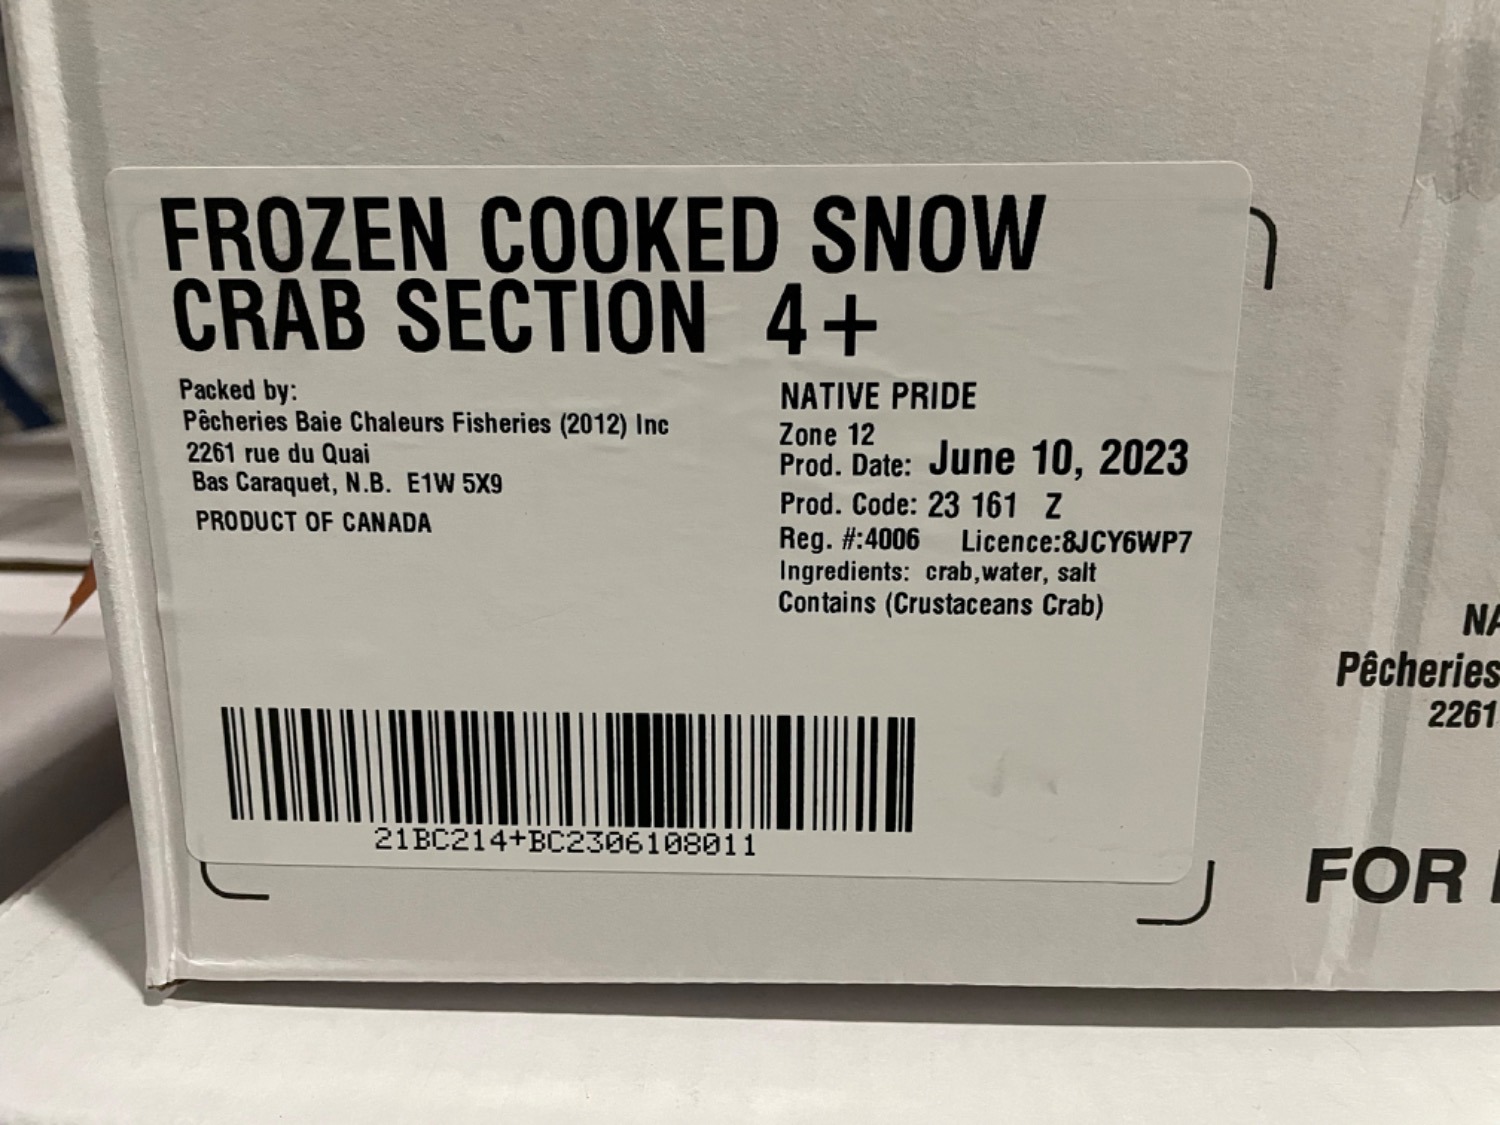 FROZEN COOKED SNOW
CRAB SECTION 4+
Packed by:
Pêcheries Baie Chaleurs Fisheries (2012) Inc
2261 rue du Quai
Bas Caraquet, N.B. E1W 5X9
PRODUCT OF CANADA
NATIVE PRIDE
Zone 12
Prod. Date: June 10, 2023
Prod. Code: 23 161 Z
Reg. #:4006 Licence:8JCY6WP7
Ingredients: crab,water, salt
Contains (Crustaceans Crab)
21BC214+BC2306108011
Pêcheries
2261
FOR